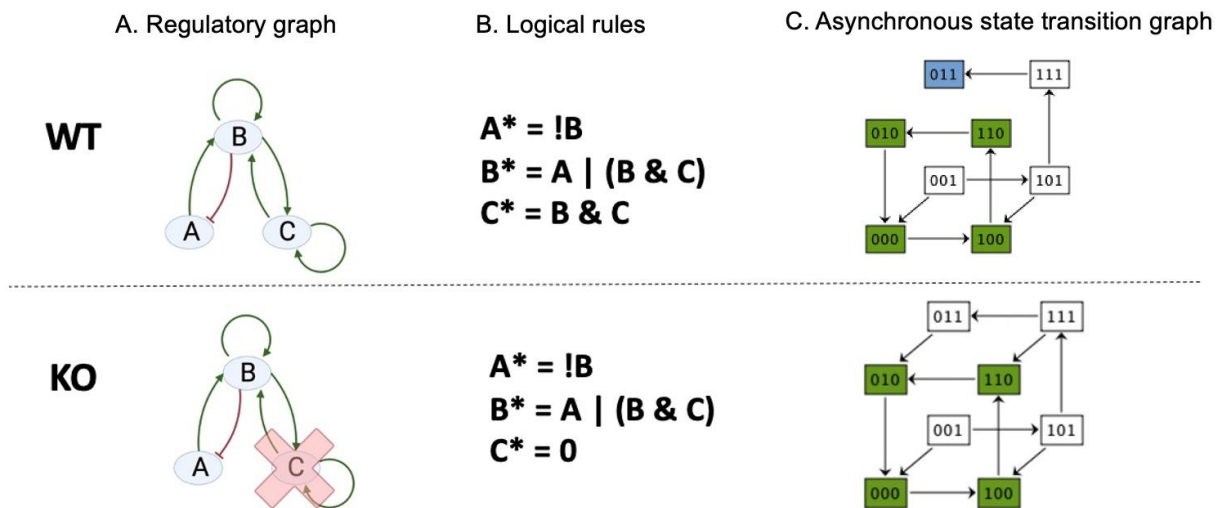 A. Regulatory graph
B. Logical rules
C. Asynchronous state transition graph
WT
B
A
C
A* = !B
B* = A | (B & C)
C* = B & C
011
111
010
110
001
101
000
100
KO
B
A
C
A* = !B
B* = A | (B & C)
C* = 0
011
111
010
110
001
101
000
100